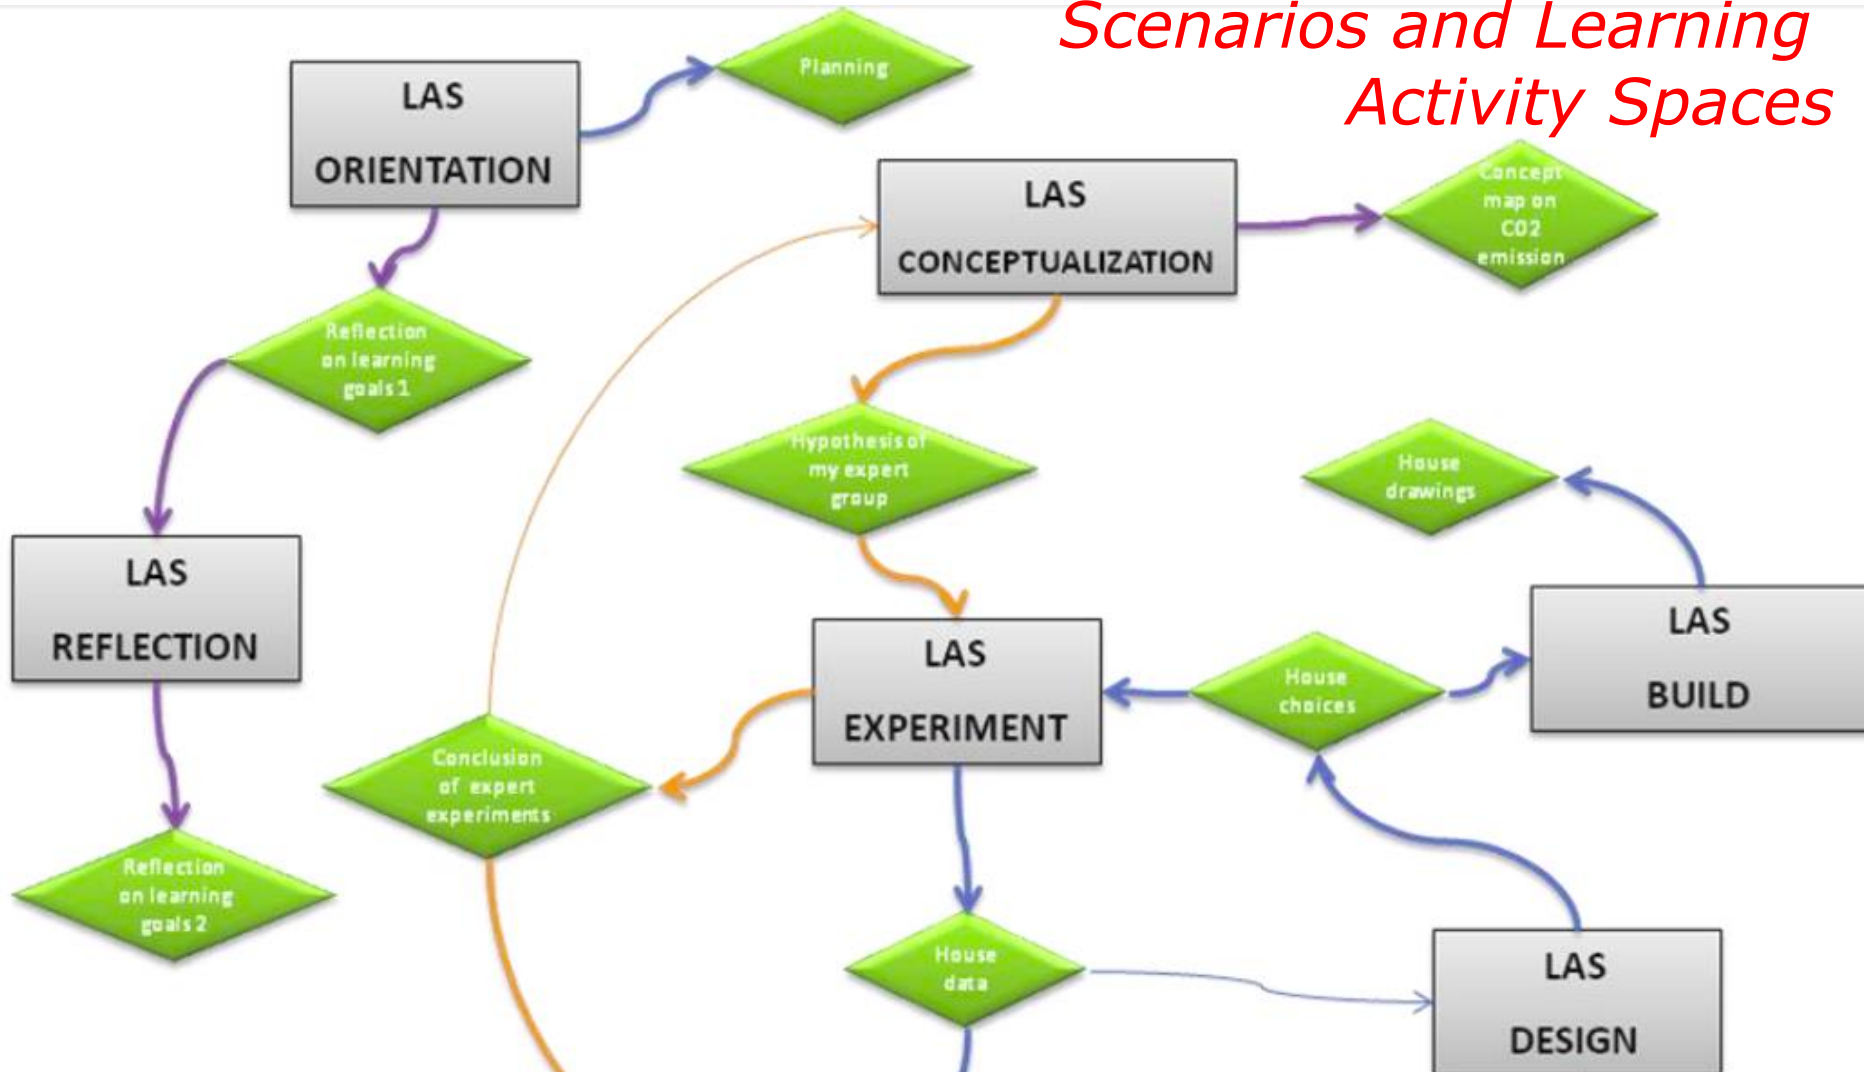 Scenarios and Learning
Activity Spaces
LAS
ORIENTATION
Planning
LAS
CONCEPTUALIZATION
Concept
map on
C02
emission
Reflection
on learning
goals 1
Hypothesis of
my expert
group
House
drawings
LAS
REFLECTION
LAS
EXPERIMENT
House
choices
LAS
BUILD
Conclusion
of expert
experiments
Reflection
on learning
goals 2
House
data
LAS
DESIGN